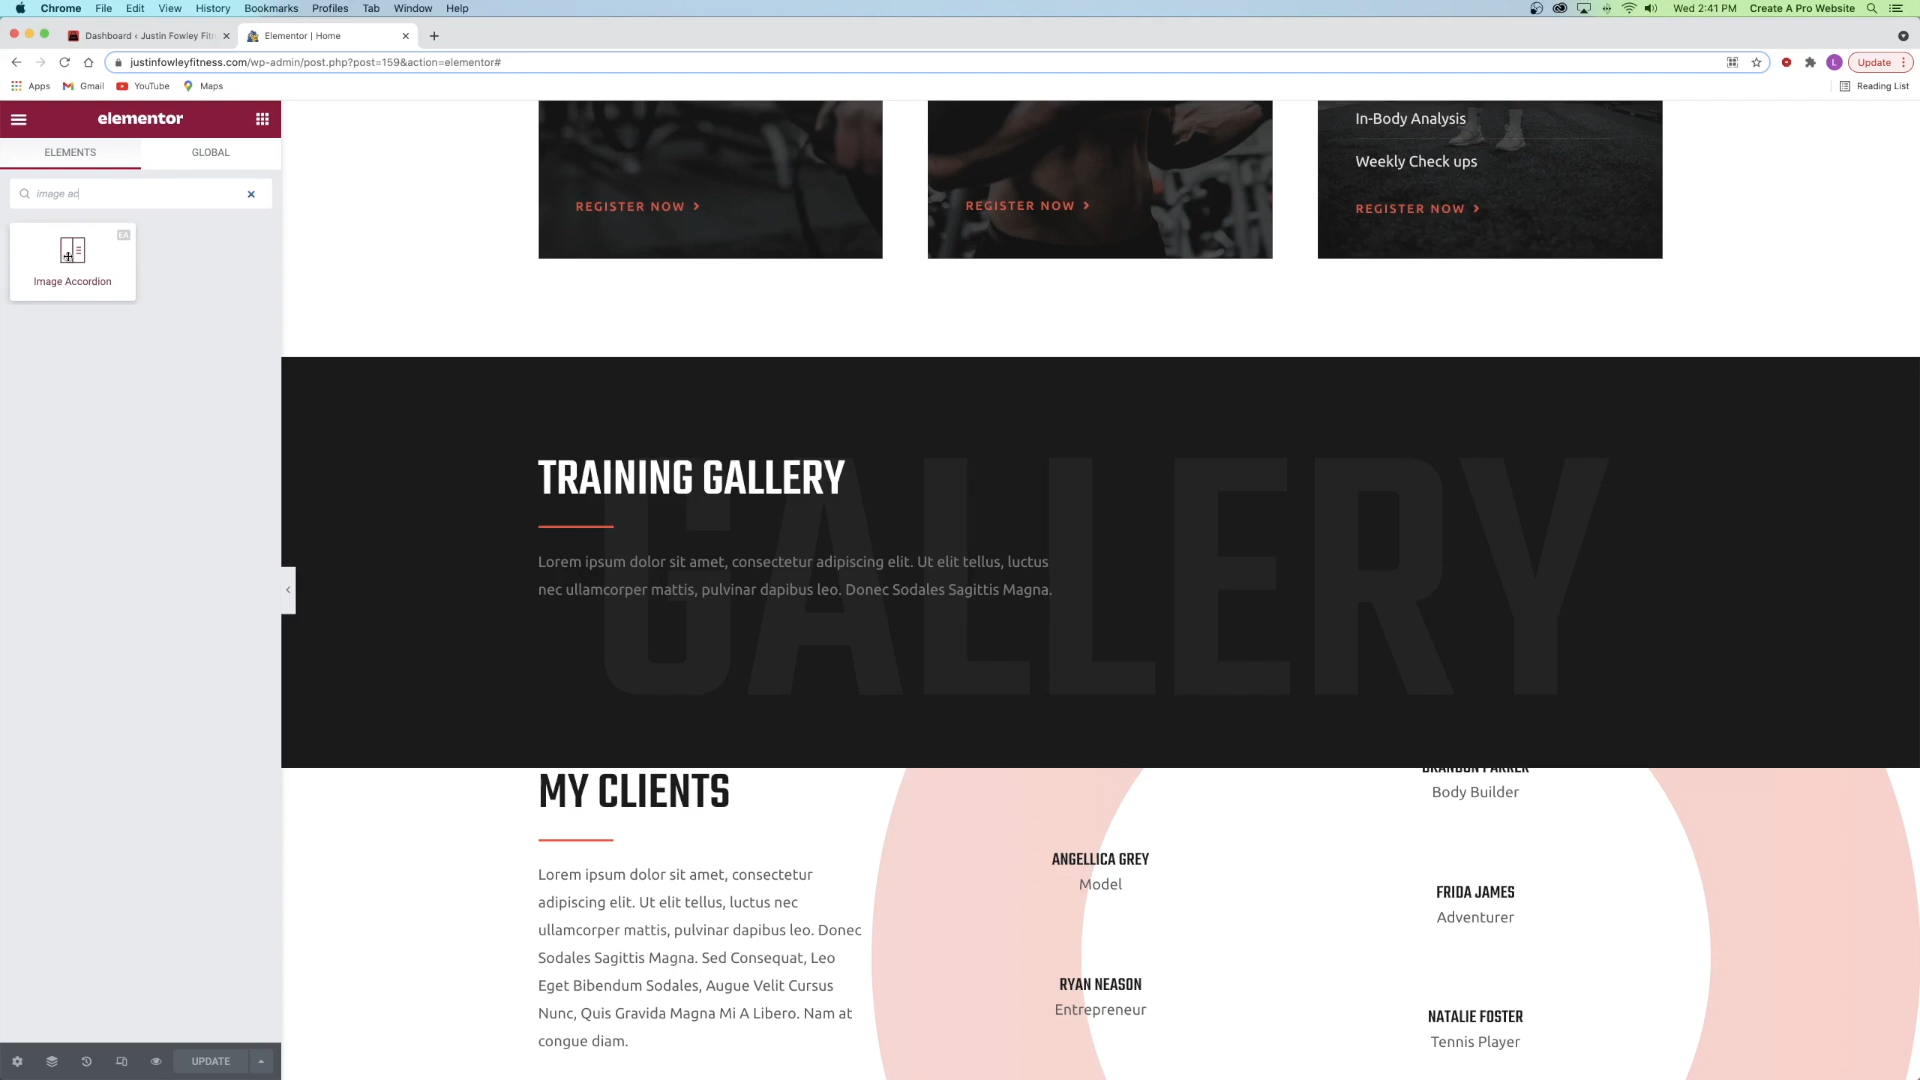 Chrome File Edit View History Bookmarks Profiles Tab Window Help
Wed 2:41 PM Create A Pro Website
Dashboard ‹ Justin Fowley Fit
Elementor | Home
justinfowleyfitness.com/wp-admin/post.php?post=159&action=elementor#
L
Update
Apps Gmail YouTube Maps
Reading List
elementor
ELEMENTS GLOBAL
image ac
EA
Image Accordion
UPDATE
In-Body Analysis
Weekly Check ups
REGISTER NOW REGISTER NOW REGISTER NOW
GALLERY
TRAINING GALLERY
Lorem ipsum dolor sit amet, consectetur adipiscing elit. Ut elit tellus, luctus
nec ullamcorper mattis, pulvinar dapibus leo. Donec Sodales Sagittis Magna.
MY CLIENTS
Lorem ipsum dolor sit amet, consectetur
adipiscing elit. Ut elit tellus, luctus nec
ullamcorper mattis, pulvinar dapibus leo. Donec
Sodales Sagittis Magna. Sed Consequat, Leo
Eget Bibendum Sodales, Augue Velit Cursus
Nunc, Quis Gravida Magna Mi A Libero. Nam at
congue diam.
ANGELLICA GREY
Model
RYAN NEASON
Entrepreneur
BRANDON PARKER
Body Builder
FRIDA JAMES
Adventurer
NATALIE FOSTER
Tennis Player